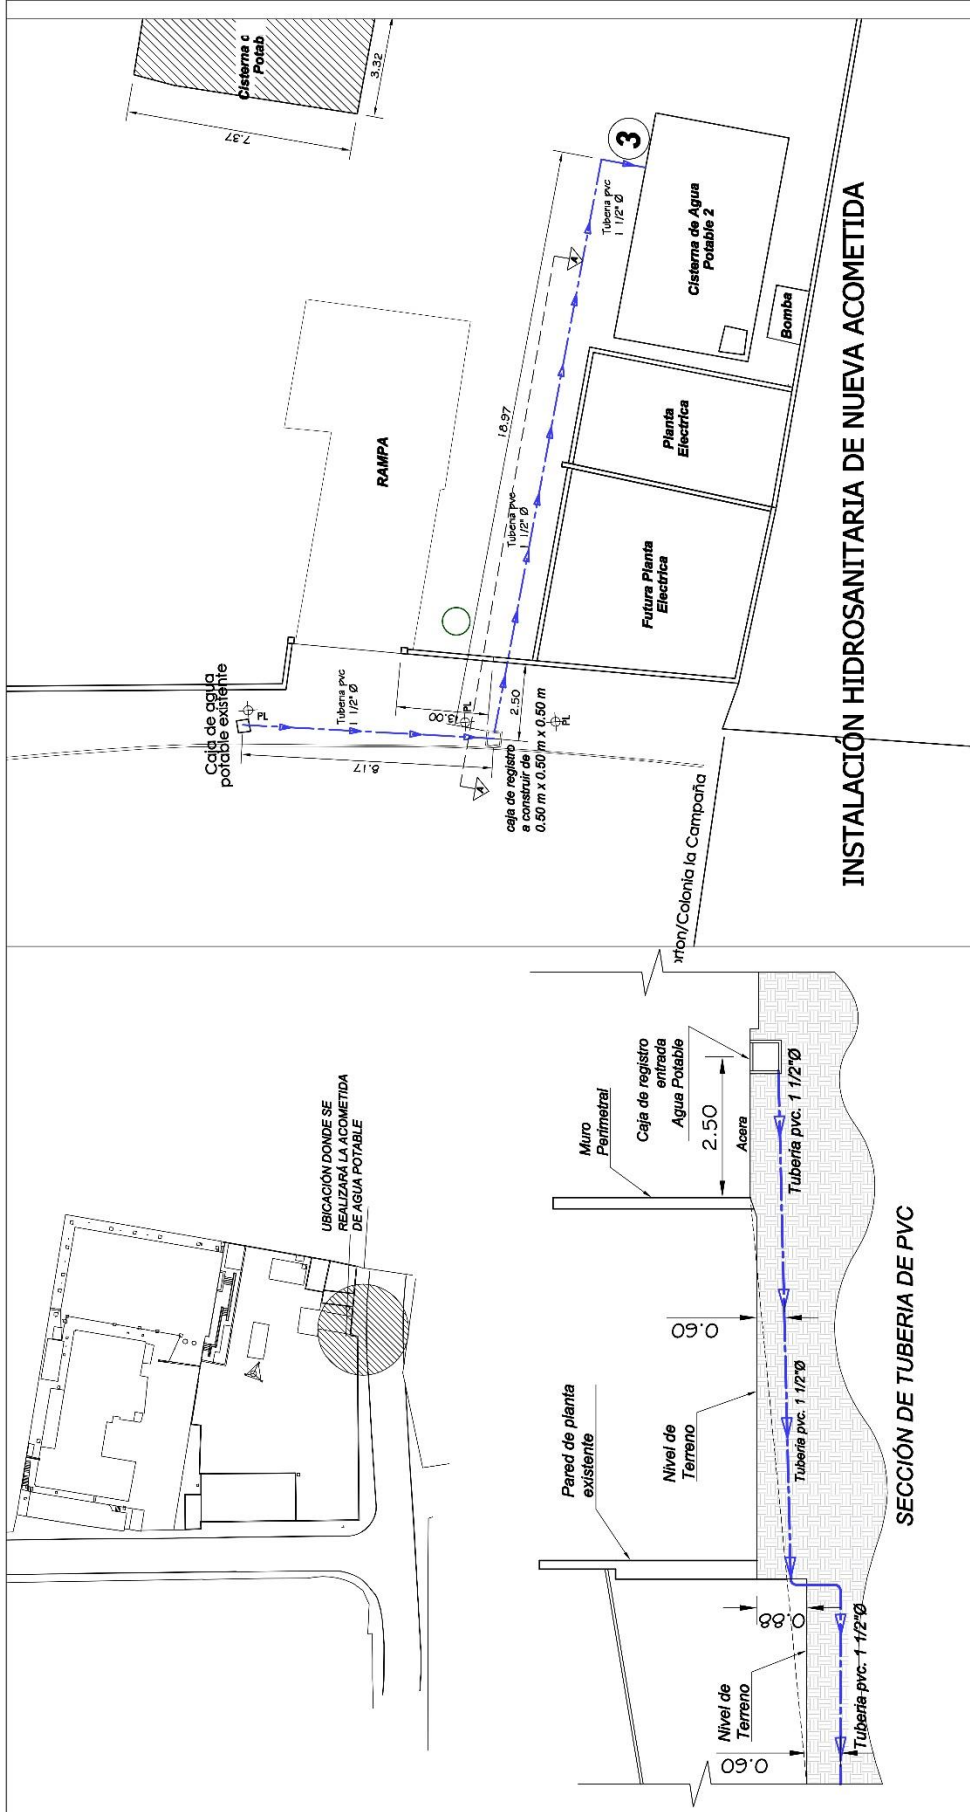 UBICACIÓN DONDE SE
REALIZARÁ LA ACOMETIDA
DE AGUA POTABLE
Nivel de
Terreno
0.60
0.88
Tuberia pvc. 1 1/2"Ø
Pared de planta
existente
Nivel de
Terreno
0.60
Tuberia pvc. 1 1/2"Ø
Muro
Perimetral
Caja de registro
entrada
Agua Potable
2.50
Acera
Tuberia pvc. 1 1/2"Ø
SECCIÓN DE TUBERIA DE PVC
Caja de agua
potable existente
PL
Tuberia pvc
1 1/2" Ø
8.17
13.00
PL
2.50
PL
caja de registro
a construir de
0.50 m x 0.50 m x 0.50 m
rton/Colonia la Campaña
RAMPA
18.97
Tuberia pvc
1 1/2" Ø
A
A
Tuberia pvc
1 1/2" Ø
3
Cisterna
Potab
7.37
3.32
Futura Planta
Electrica
Planta
Electrica
Cisterna de Agua
Potable 2
Bomba
INSTALACIÓN HIDROSANITARIA DE NUEVA ACOMETIDA